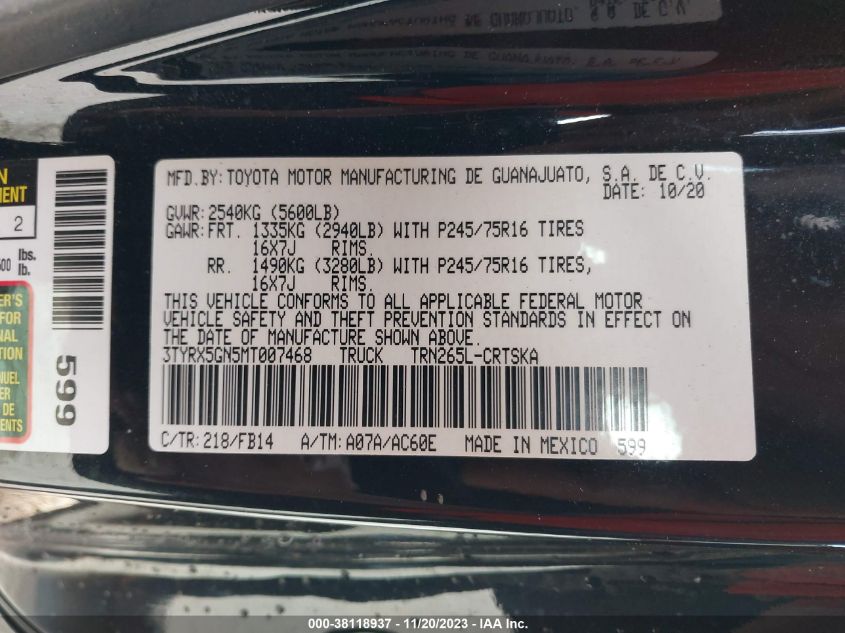 MFD.BY:TOYOTA MOTOR MANUFACTURING DE GUANAJUATO, S.A. DE C.V.
DATE: 10/20
GVWR:2540KG (5600LB)
GAWR:FRT. 1335KG (2940LB) WITH P245/75R16 TIRES
16X7J RIMS.
RR. 1490KG (3280LB) WITH P245/75R16 TIRES,
16X7J RIMS.
THIS VEHICLE CONFORMS TO ALL APPLICABLE FEDERAL MOTOR
VEHICLE SAFETY AND THEFT PREVENTION STANDARDS IN EFFECT ON
THE DATE OF MANUFACTURE SHOWN ABOVE.
3TYRX5GN5MT007468 TRUCK TRN265L-CRTSKA
C/TR:218/FB14 A/TM:A07A/AC60E MADE IN MEXICO 599
2
lbs.
lb.
FOR
DE
599
000-38118937 - 11/20/2023 - IAA, Inc.